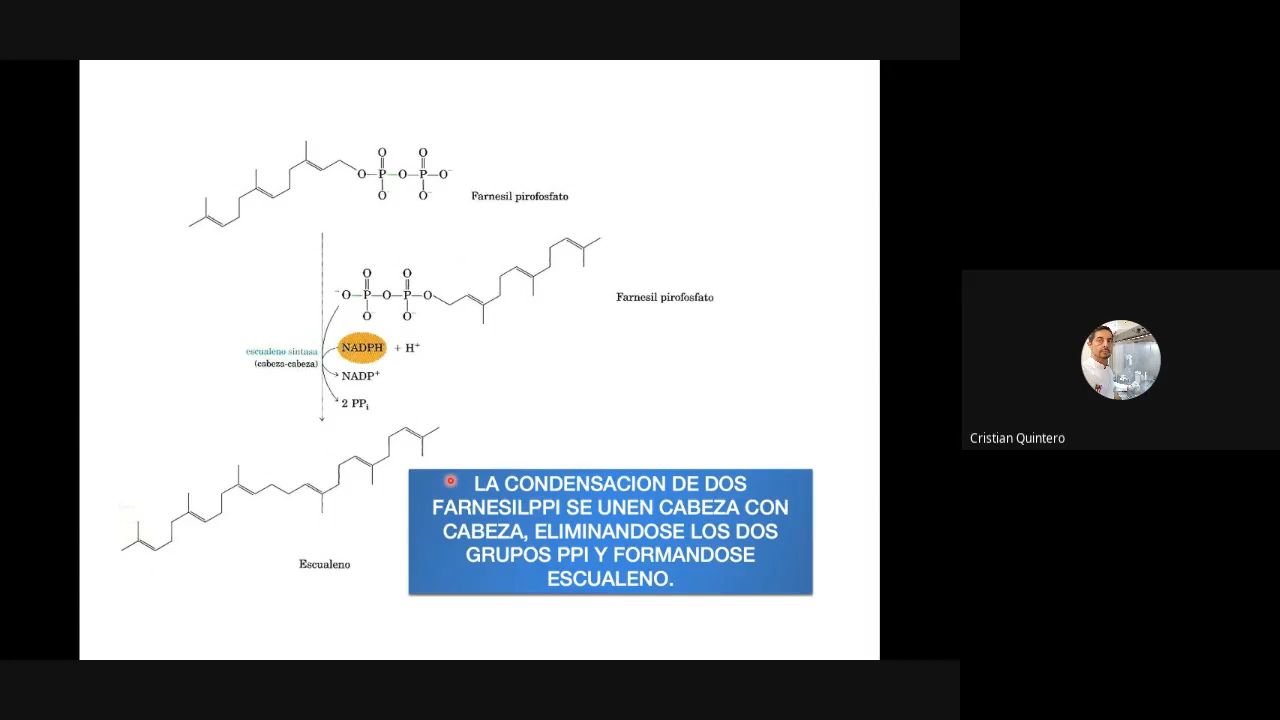 O O
O–P–O–P–O⁻
O O⁻
Farnesil pirofosfato
O O
⁻O–P–O–P–O
O O⁻
Farnesil pirofosfato
escualeno sintasa
(cabeza-cabeza)
NADPH + H⁺
NADP⁺
2 PPi
Escualeno
LA CONDENSACION DE DOS
FARNESILPPI SE UNEN CABEZA CON
CABEZA, ELIMINANDOSE LOS DOS
GRUPOS PPI Y FORMANDOSE
ESCUALENO.
Cristian Quintero